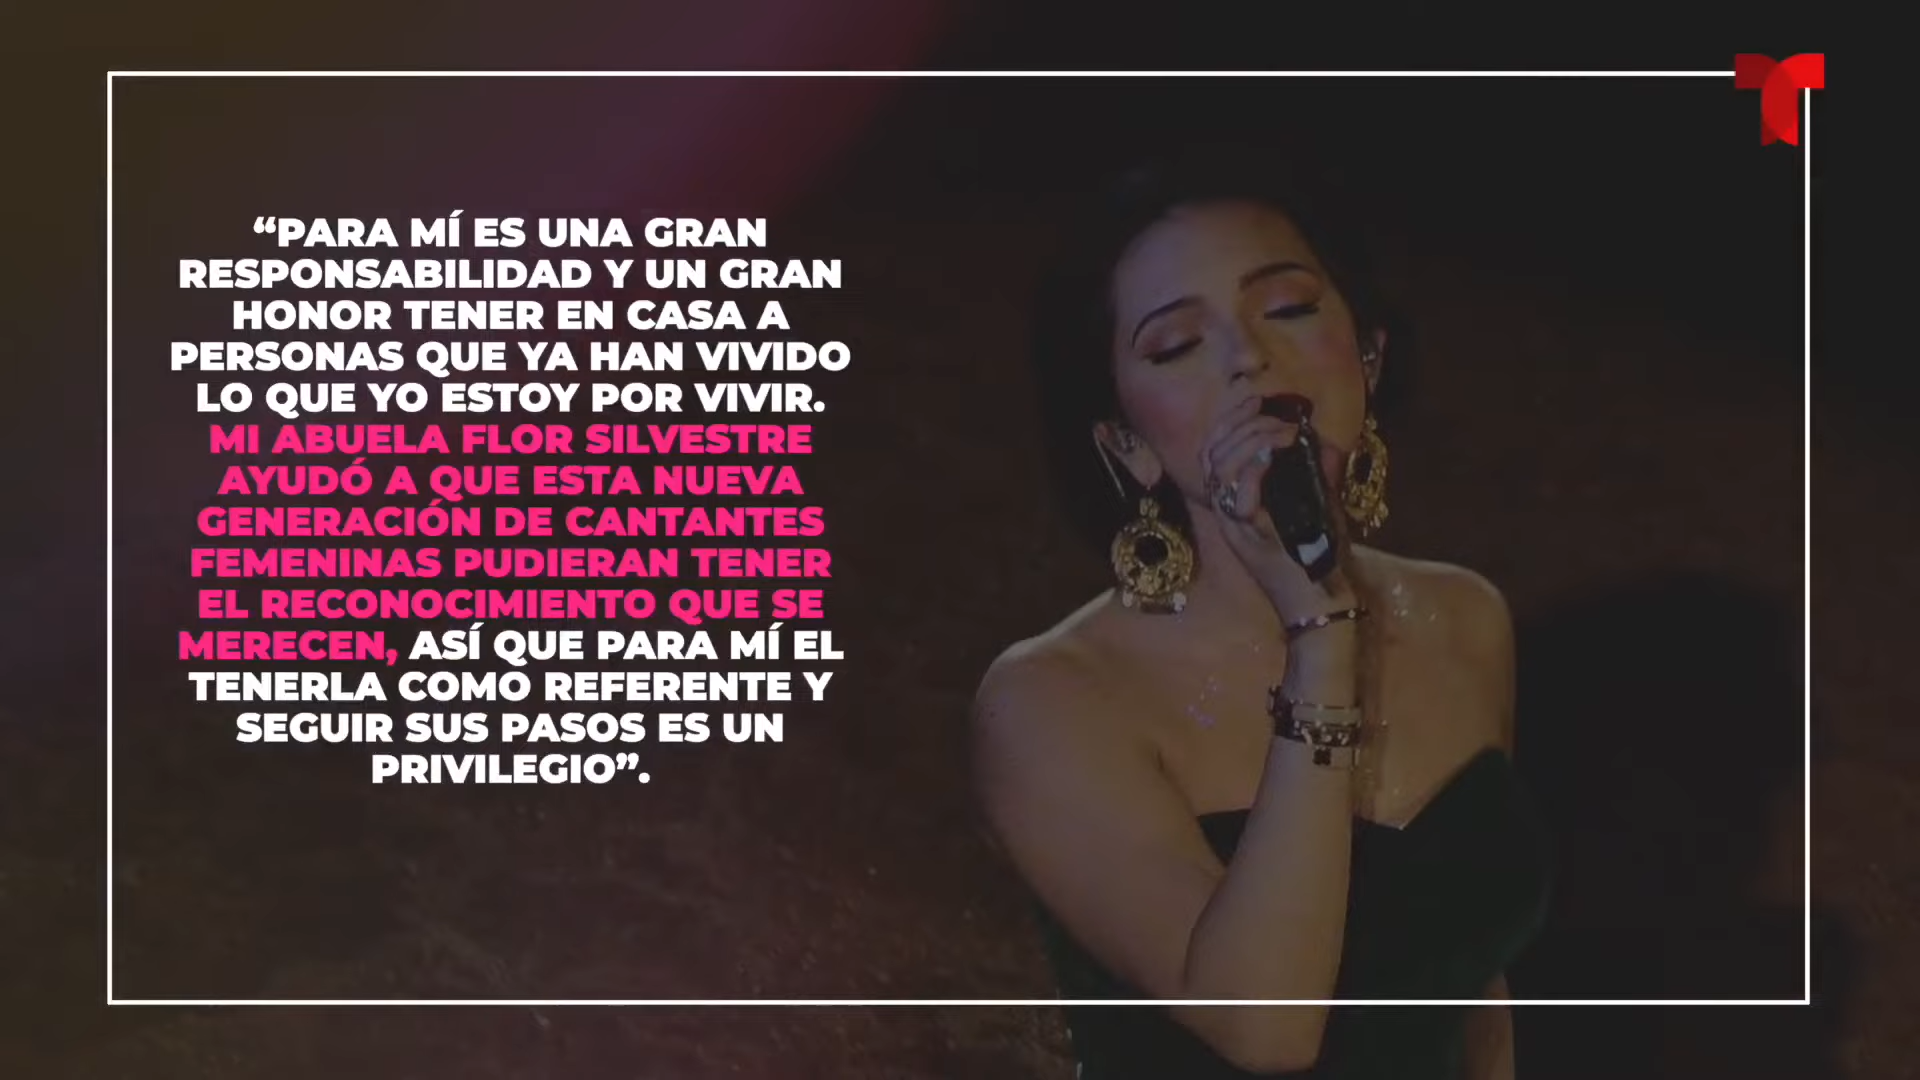 “PARA MÍ ES UNA GRAN
RESPONSABILIDAD Y UN GRAN
HONOR TENER EN CASA A
PERSONAS QUE YA HAN VIVIDO
LO QUE YO ESTOY POR VIVIR.
MI ABUELA FLOR SILVESTRE
AYUDÓ A QUE ESTA NUEVA
GENERACIÓN DE CANTANTES
FEMENINAS PUDIERAN TENER
EL RECONOCIMIENTO QUE SE
MERECEN, ASÍ QUE PARA MÍ EL
TENERLA COMO REFERENTE Y
SEGUIR SUS PASOS ES UN
PRIVILEGIO”.